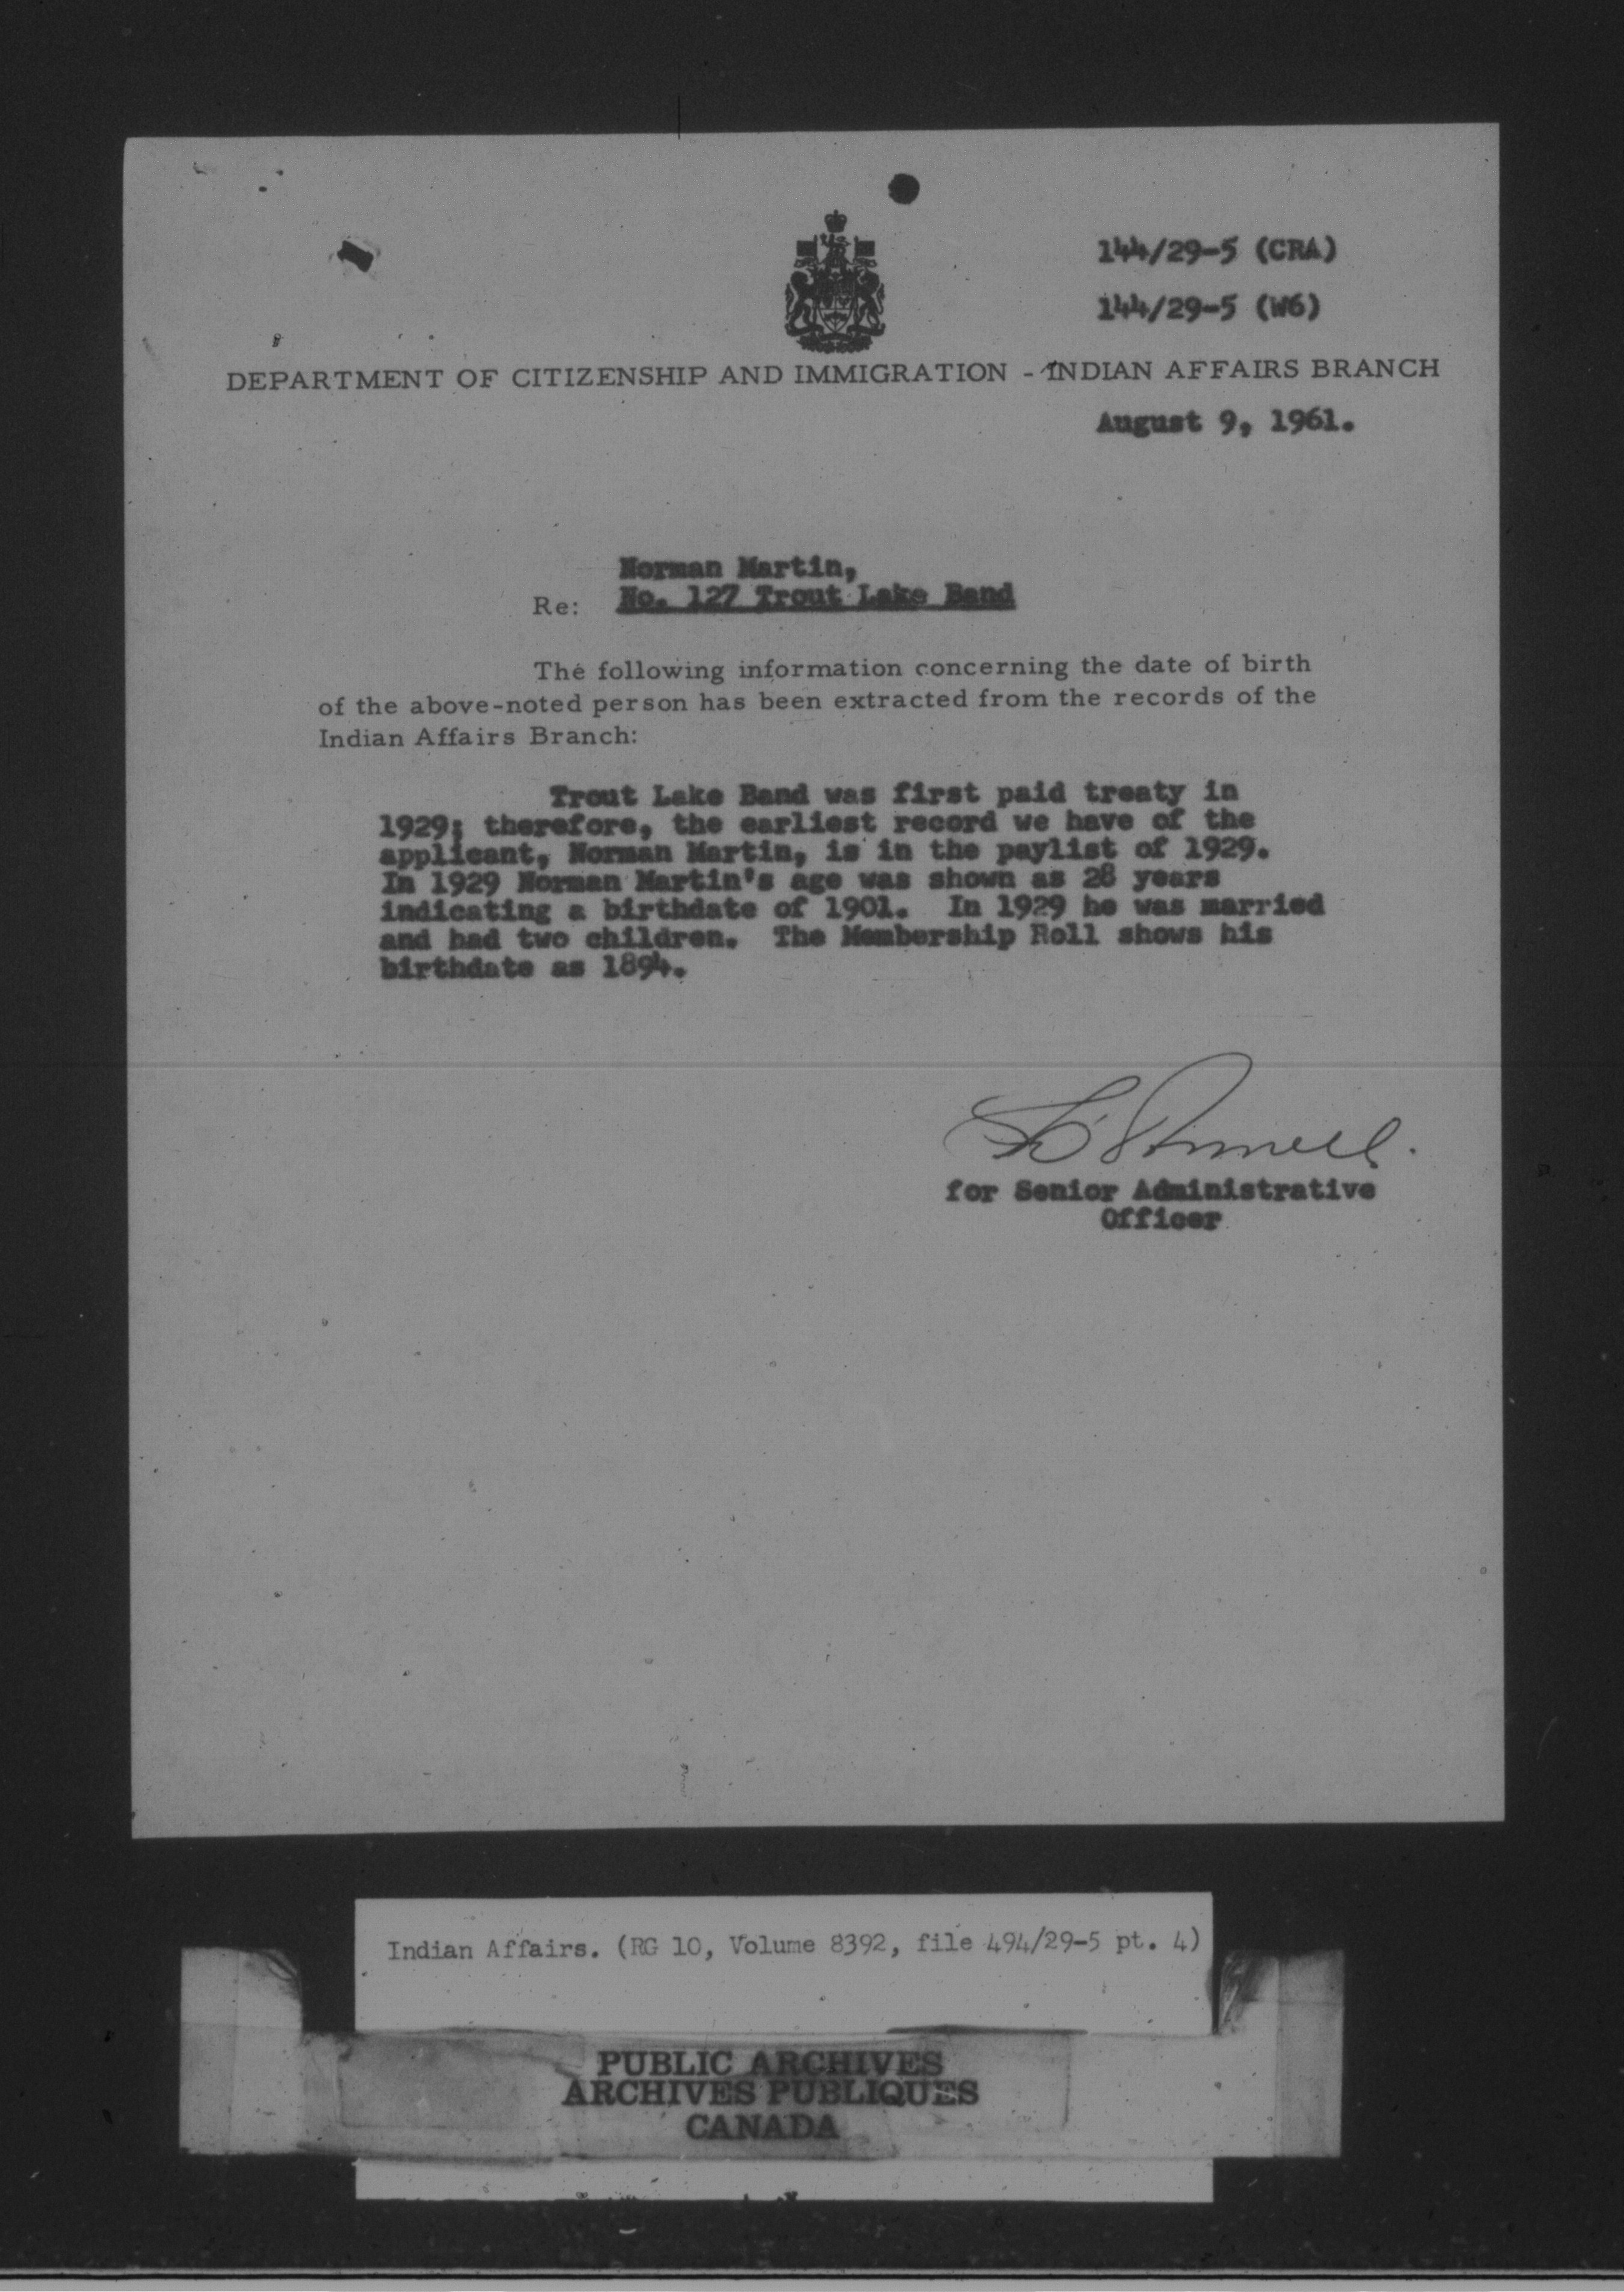 144/29-5 (CRA)
144/29-5 (W6)
DEPARTMENT OF CITIZENSHIP AND IMMIGRATION - INDIAN AFFAIRS BRANCH
August 9, 1961.
Norman Martin,
Re: No. 127 Trout Lake Band
The following information concerning the date of birth
of the above-noted person has been extracted from the records of the
Indian Affairs Branch:
Trout Lake Band was first paid treaty in
1929; therefore, the earliest record we have of the
applicant, Norman Martin, is in the paylist of 1929.
In 1929 Norman Martin's age was shown as 28 years
indicating a birthdate of 1901. In 1929 he was married
and had two children. The Membership Roll shows his
birthdate as 1894.
for Senior Administrative
Officer
Indian Affairs. (RG 10, Volume 8392, file 494/29-5 pt. 4)
PUBLIC ARCHIVES
ARCHIVES PUBLIQUES
CANADA